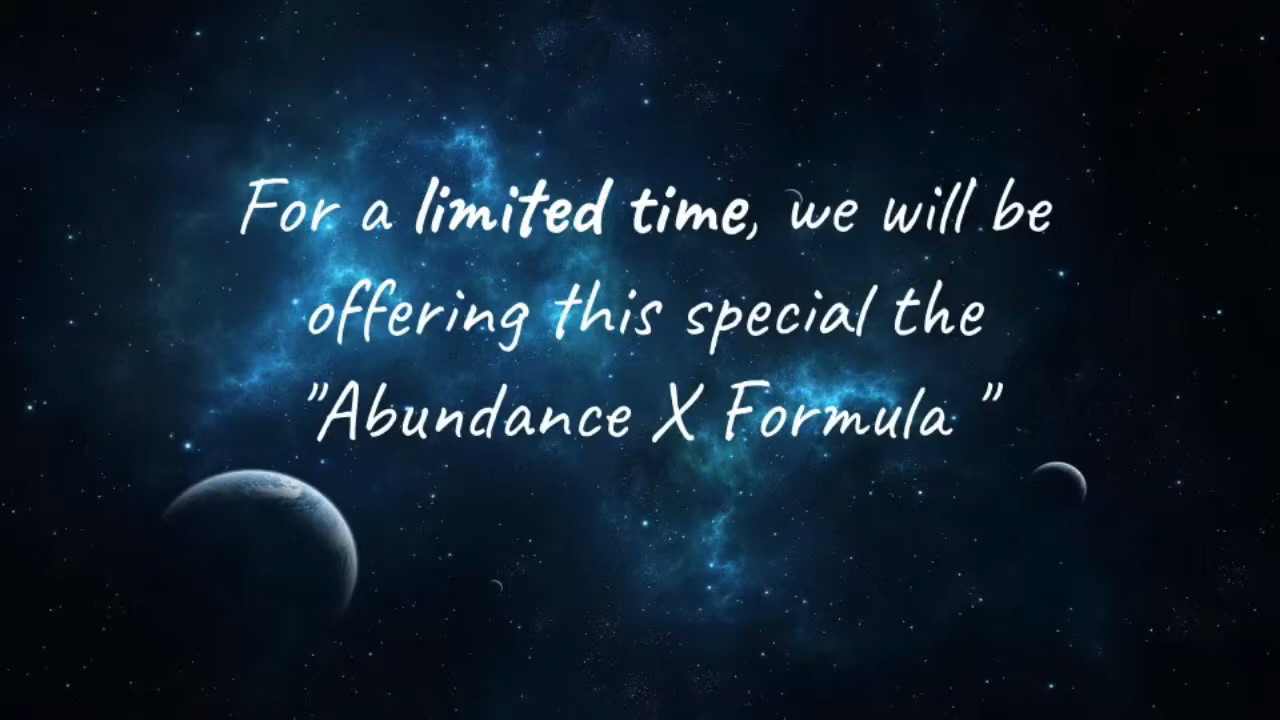 For a limited time, we will be
offering this special the
"Abundance X Formula "